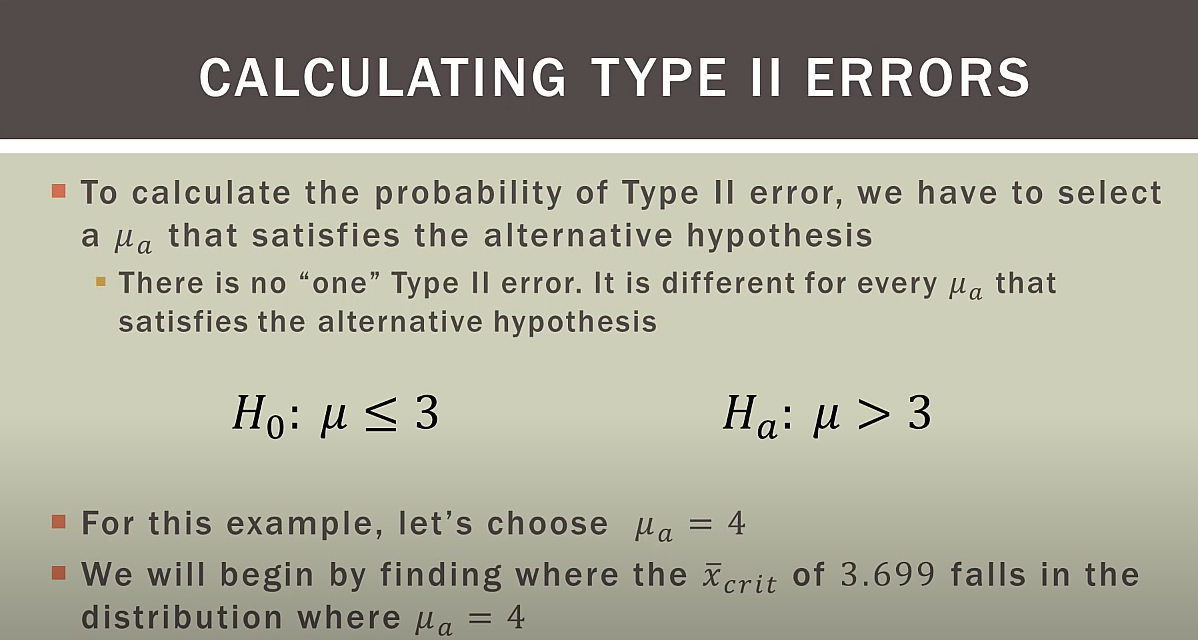 CALCULATING TYPE II ERRORS
▪ To calculate the probability of Type II error, we have to select
a μₐ that satisfies the alternative hypothesis
▪ There is no “one” Type II error. It is different for every μₐ that
satisfies the alternative hypothesis
H₀: μ ≤ 3 Hₐ: μ > 3
▪ For this example, let’s choose μₐ = 4
▪ We will begin by finding where the x̄_crit of 3.699 falls in the
distribution where μₐ = 4